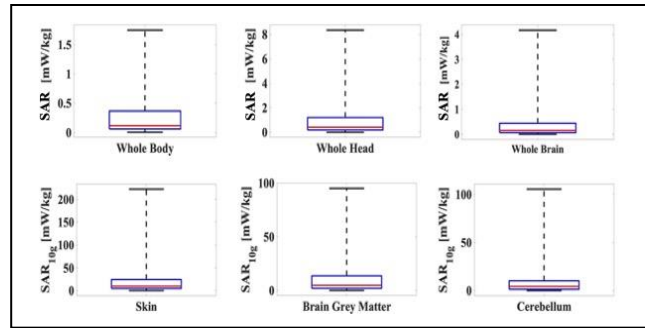 SAR [mW/kg]
1.5
1
0.5
0
Whole Body
SAR [mW/kg]
8
6
4
2
0
Whole Head
SAR [mW/kg]
4
3
2
1
0
Whole Brain
SAR10g [mW/kg]
200
150
100
50
0
Skin
SAR10g [mW/kg]
100
50
0
Brain Grey Matter
SAR10g [mW/kg]
100
50
0
Cerebellum